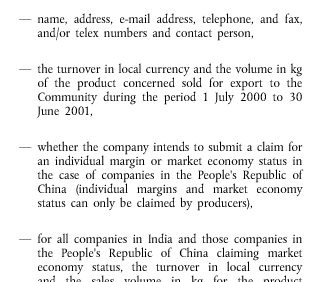 — name, address, e-mail address, telephone, and fax,
and/or telex numbers and contact person,
— the turnover in local currency and the volume in kg
of the product concerned sold for export to the
Community during the period 1 July 2000 to 30
June 2001,
— whether the company intends to submit a claim for
an individual margin or market economy status in
the case of companies in the People's Republic of
China (individual margins and market economy
status can only be claimed by producers),
— for all companies in India and those companies in
the People's Republic of China claiming market
economy status, the turnover in local currency
and the sales volume in kg for the product